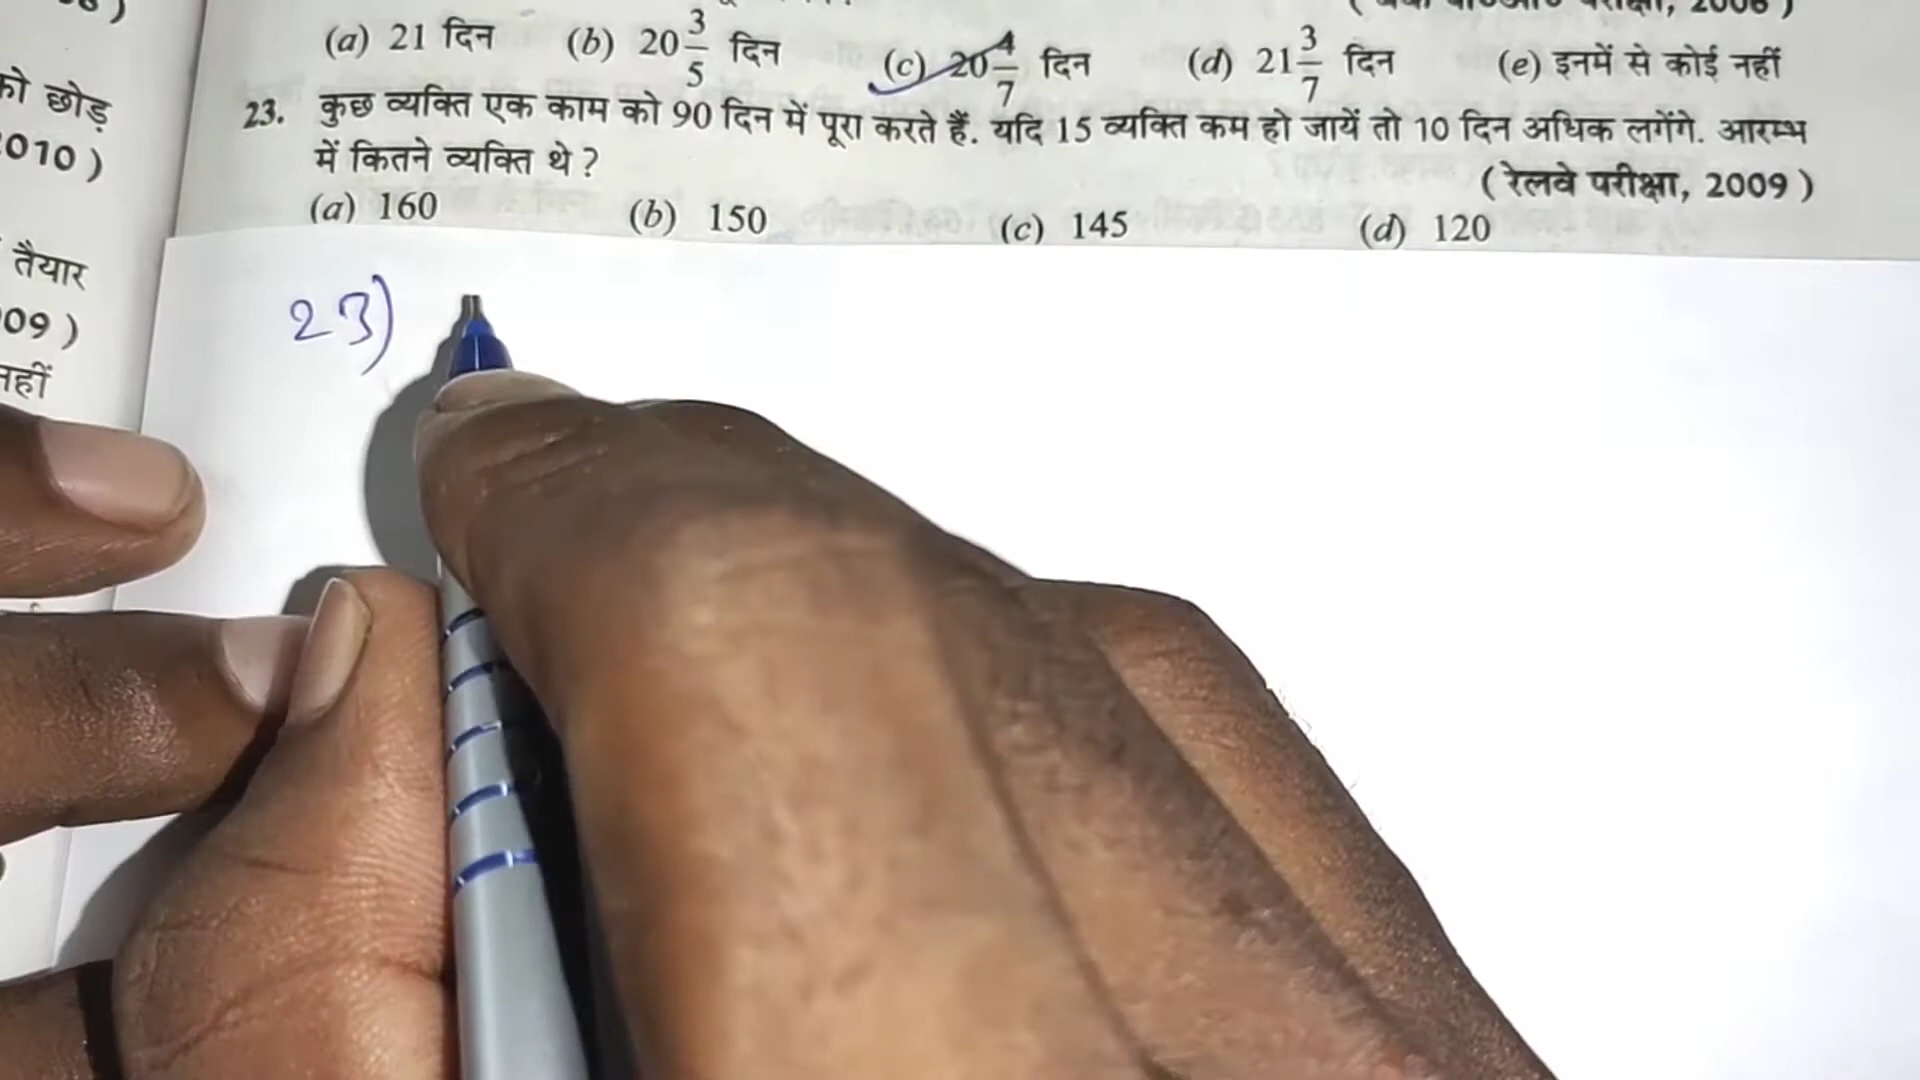 (a) 21 दिन (b) 20 3/5 दिन (c) 20 4/7 दिन (d) 21 3/7 दिन (e) इनमें से कोई नहीं
को छोड़
23. कुछ व्यक्ति एक काम को 90 दिन में पूरा करते हैं. यदि 15 व्यक्ति कम हो जायें तो 10 दिन अधिक लगेंगे. आरम्भ
में कितने व्यक्ति थे ?
010 )
( रेलवे परीक्षा, 2009 )
(a) 160 (b) 150 (c) 145 (d) 120
तैयार
09 )
23)